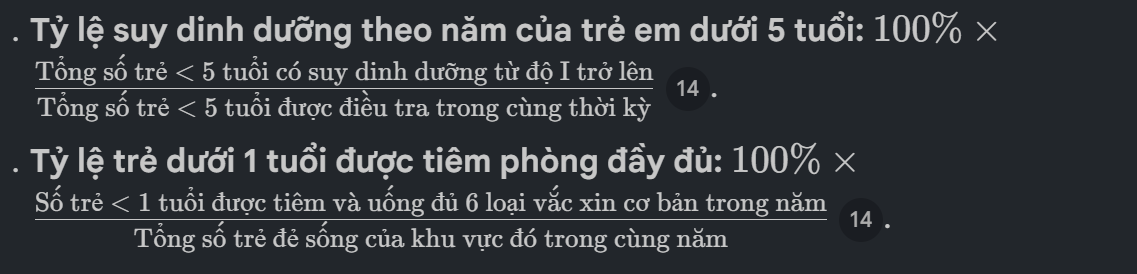 . Tỷ lệ suy dinh dưỡng theo năm của trẻ em dưới 5 tuổi: 100% ×
Tổng số trẻ < 5 tuổi có suy dinh dưỡng từ độ I trở lên
Tổng số trẻ < 5 tuổi được điều tra trong cùng thời kỳ
14 .
. Tỷ lệ trẻ dưới 1 tuổi được tiêm phòng đầy đủ: 100% ×
Số trẻ < 1 tuổi được tiêm và uống đủ 6 loại vắc xin cơ bản trong năm
Tổng số trẻ đẻ sống của khu vực đó trong cùng năm
14 .